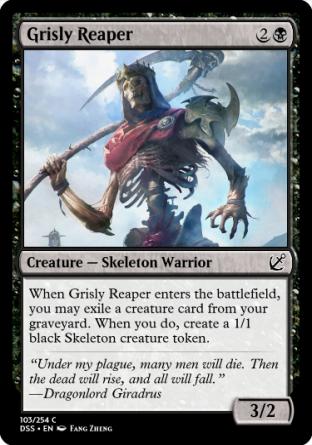 Grisly Reaper 2
Creature — Skeleton Warrior
When Grisly Reaper enters the battlefield,
you may exile a creature card from your
graveyard. When you do, create a 1/1
black Skeleton creature token.
“Under my plague, many men will die. Then
the dead will rise, and all will fall.”
—Dragonlord Giradrus
3/2
103/254 C
DSS • EN Fang Zheng